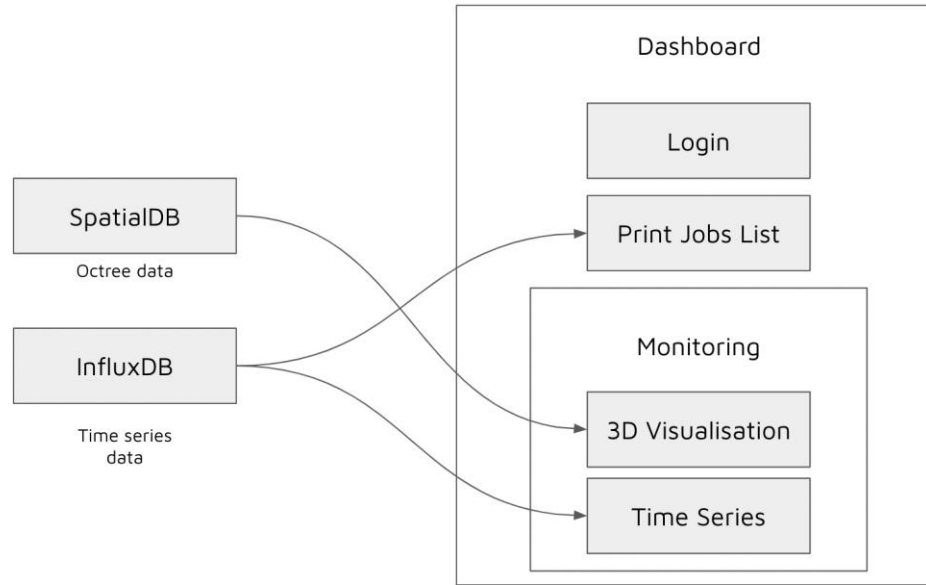 Dashboard
Login
SpatialDB
Octree data
Print Jobs List
InfluxDB
Time series
data
Monitoring
3D Visualisation
Time Series